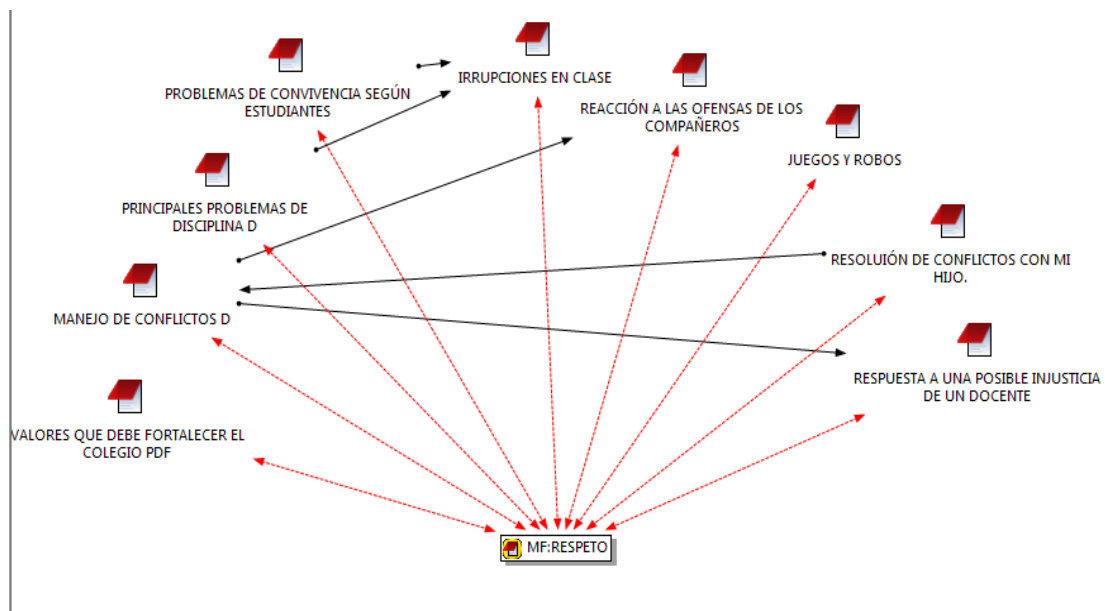 PROBLEMAS DE CONVIVENCIA SEGÚN
ESTUDIANTES
IRRUPCIONES EN CLASE
REACCIÓN A LAS OFENSAS DE LOS
COMPAÑEROS
JUEGOS Y ROBOS
PRINCIPALES PROBLEMAS DE
DISCIPLINA D
RESOLUIÓN DE CONFLICTOS CON MI
HIJO.
MANEJO DE CONFLICTOS D
RESPUESTA A UNA POSIBLE INJUSTICIA
DE UN DOCENTE
VALORES QUE DEBE FORTALECER EL
COLEGIO PDF
MF:RESPETO